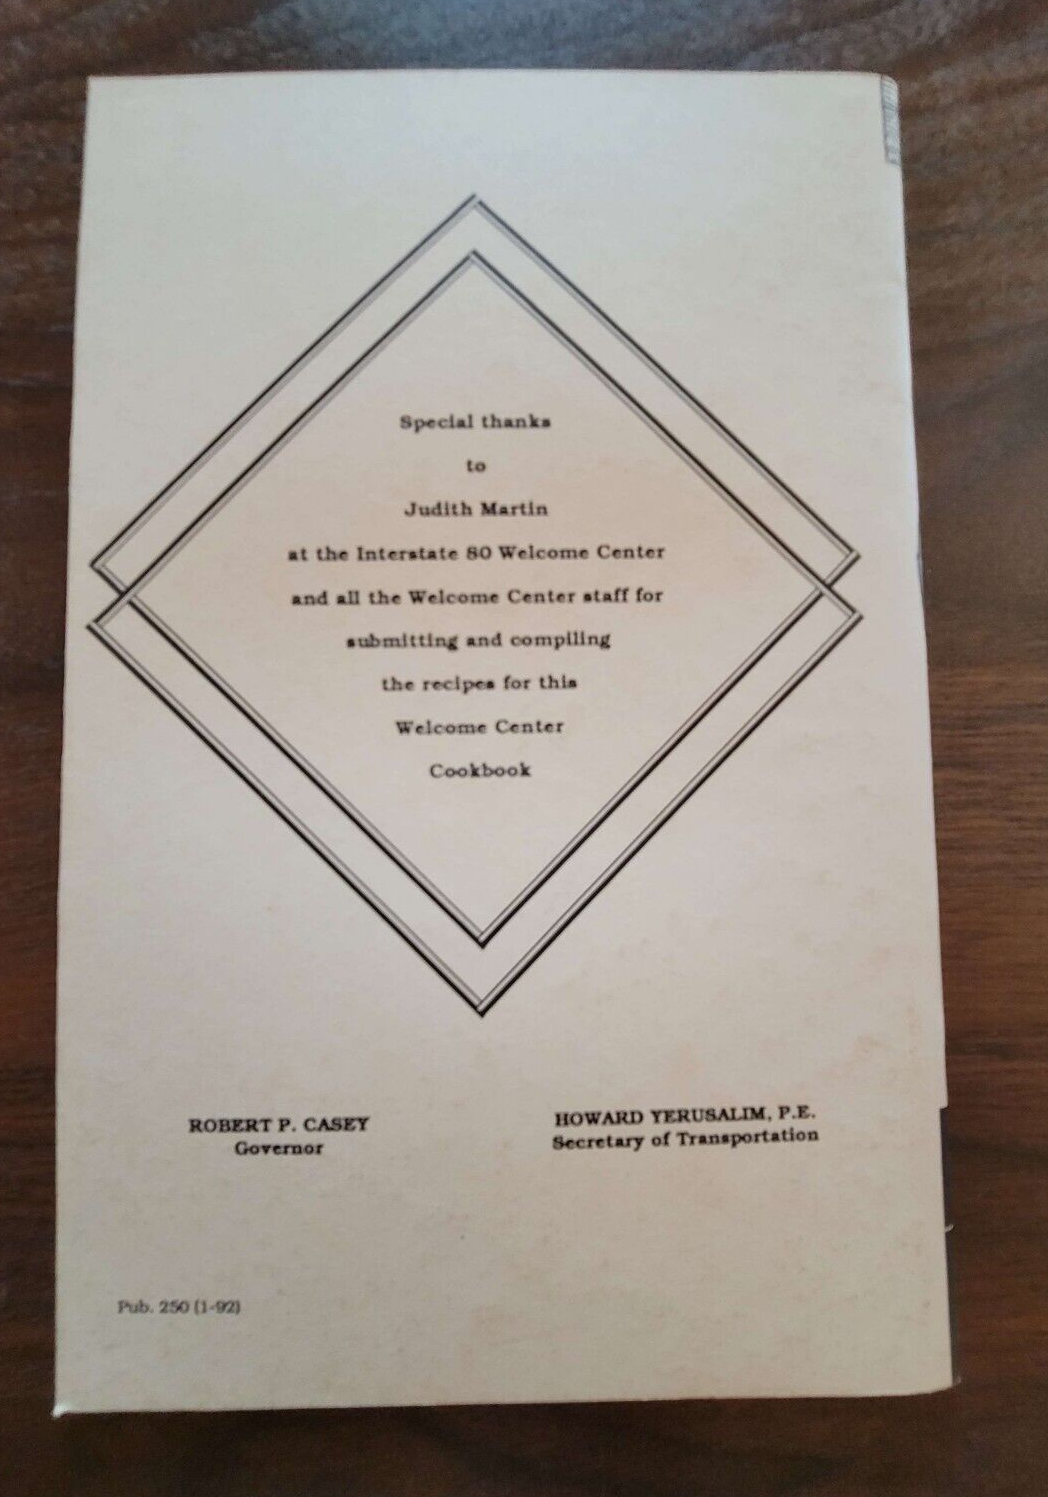 Special thanks
to
Judith Martin
at the Interstate 80 Welcome Center
and all the Welcome Center staff for
submitting and compiling
the recipes for this
Welcome Center
Cookbook
ROBERT P. CASEY
Governor
HOWARD YERUSALIM, P.E.
Secretary of Transportation
Pub. 250 (1-92)